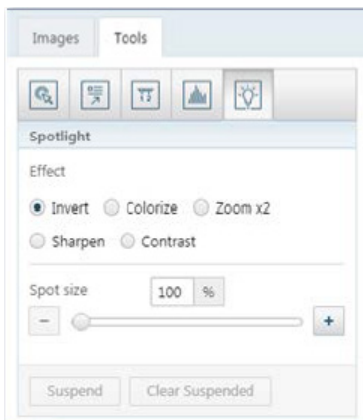 Images Tools
Spotlight
Effect
Invert Colorize Zoom x2
Sharpen Contrast
Spot size 100 %
- +
Suspend Clear Suspended